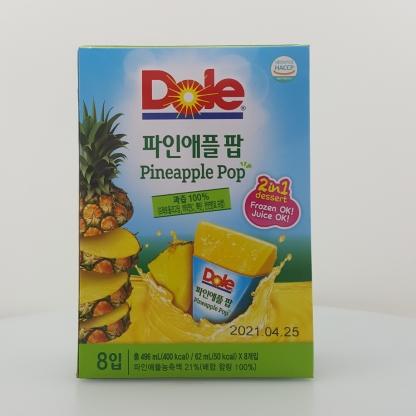 HACCP
Dole
파인애플 팝
Pineapple Pop
과즙 100%
2in1
dessert
Frozen OK!
Juice OK!
Dole
파인애플 팝
Pineapple Pop
2021.04.25
8입
총 496 mL(400 kcal) / 62 mL(50 kcal) X 8개입
파인애플농축액 21%(배합 함량 100%)